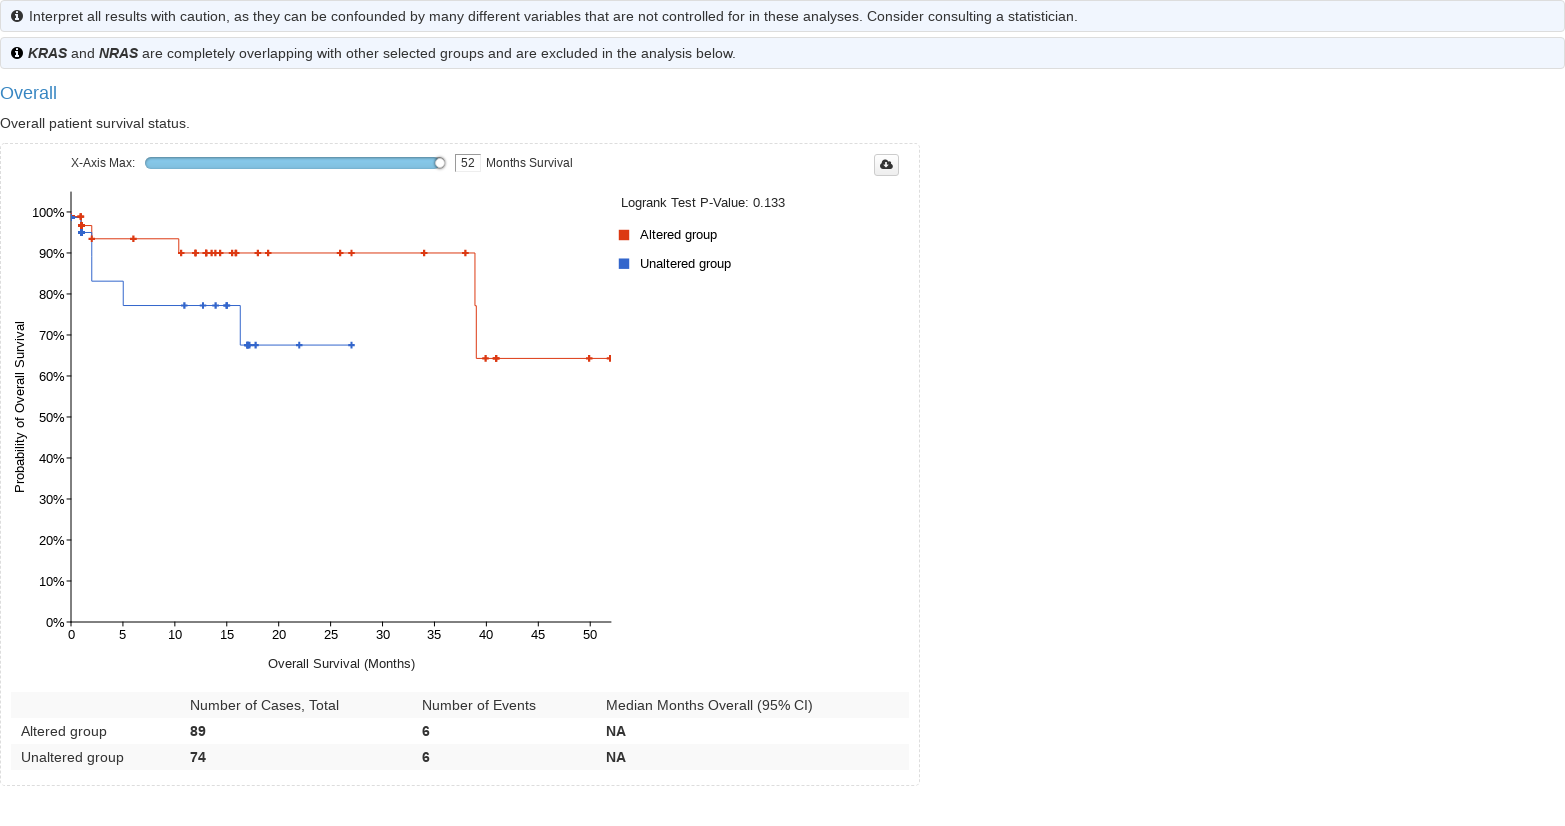 Interpret all results with caution, as they can be confounded by many different variables that are not controlled for in these analyses. Consider consulting a statistician.
KRAS and NRAS are completely overlapping with other selected groups and are excluded in the analysis below.
Overall
Overall patient survival status.
X-Axis Max: 52 Months Survival
Logrank Test P-Value: 0.133
Altered group
Unaltered group
Probability of Overall Survival
100%
90%
80%
70%
60%
50%
40%
30%
20%
10%
0%
0 5 10 15 20 25 30 35 40 45 50
Overall Survival (Months)
Number of Cases, Total Number of Events Median Months Overall (95% CI)
Altered group 89 6 NA
Unaltered group 74 6 NA